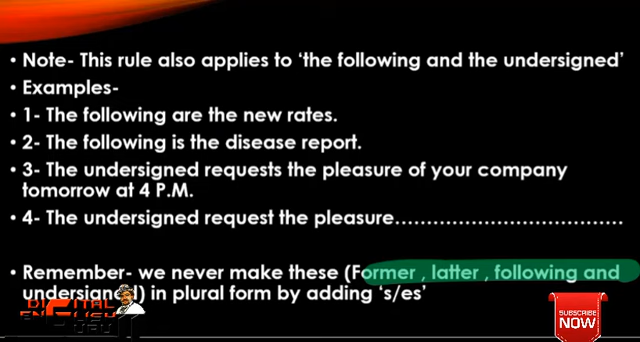 • Note- This rule also applies to ‘the following and the undersigned’
• Examples-
• 1- The following are the new rates.
• 2- The following is the disease report.
• 3- The undersigned requests the pleasure of your company
tomorrow at 4 P.M.
• 4- The undersigned request the pleasure......................................
• Remember- we never make these (Former , latter , following and
undersigned) in plural form by adding ‘s/es’
DIGITAL
ENGLISH
SUBSCRIBE
NOW